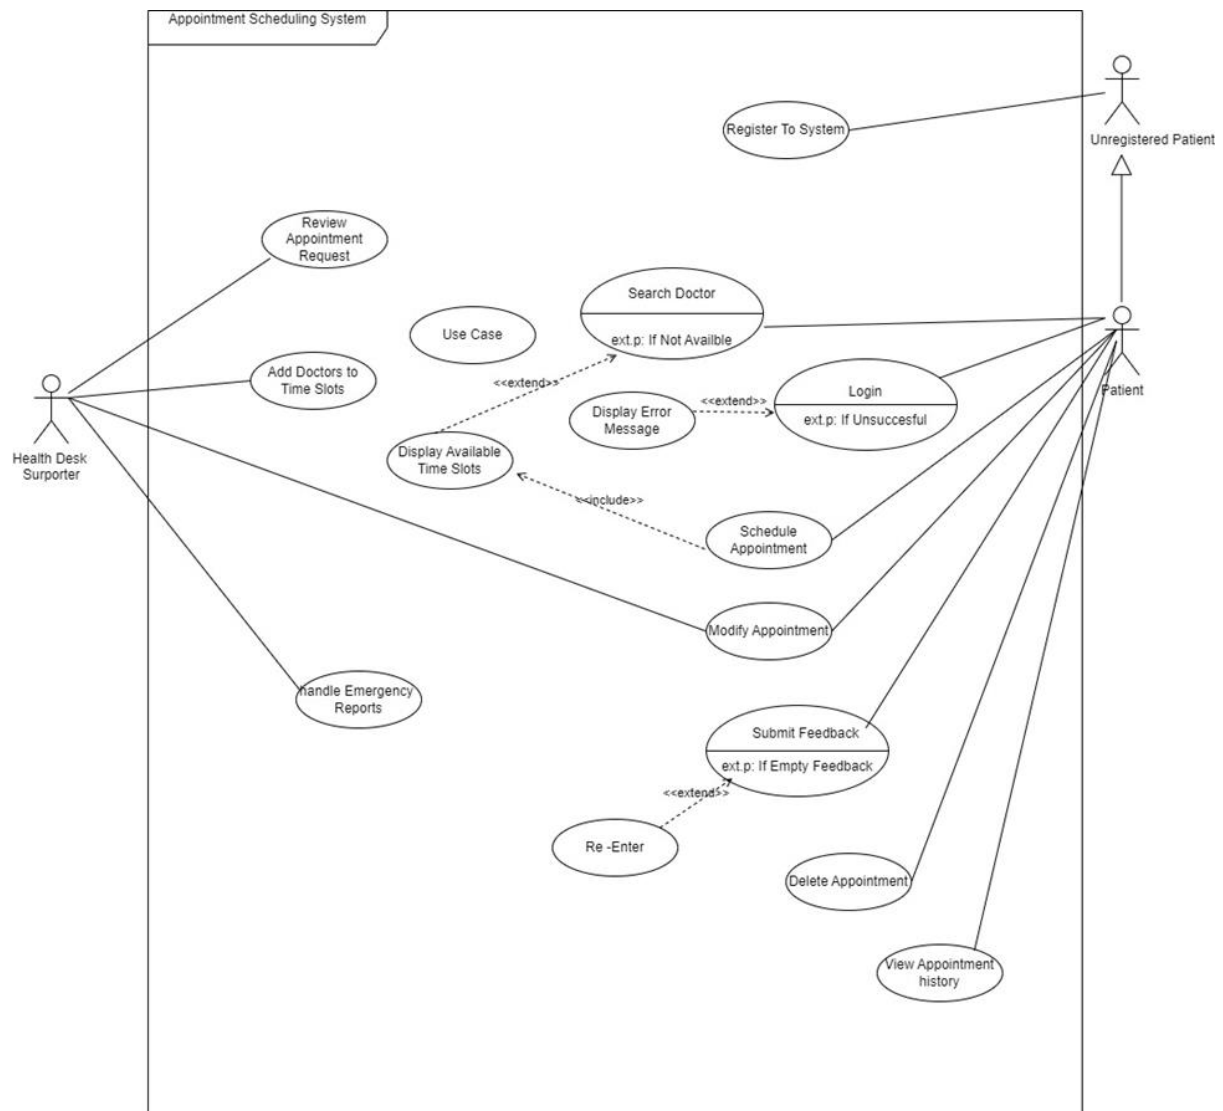 Appointment Scheduling System
Register To System
Unregistered Patient
Review
Appointment
Request
Search Doctor
ext.p: If Not Availble
Use Case
<<extend>>
Add Doctors to
Time Slots
Health Desk
Surporter
Patient
Login
ext.p: If Unsuccesful
<<extend>>
Display Error
Message
Display Available
Time Slots
<<include>>
Schedule
Appointment
Modify Appointment
handle Emergency
Reports
Submit Feedback
ext.p: If Empty Feedback
<<extend>>
Re -Enter
Delete Appointment
View Appointment
history